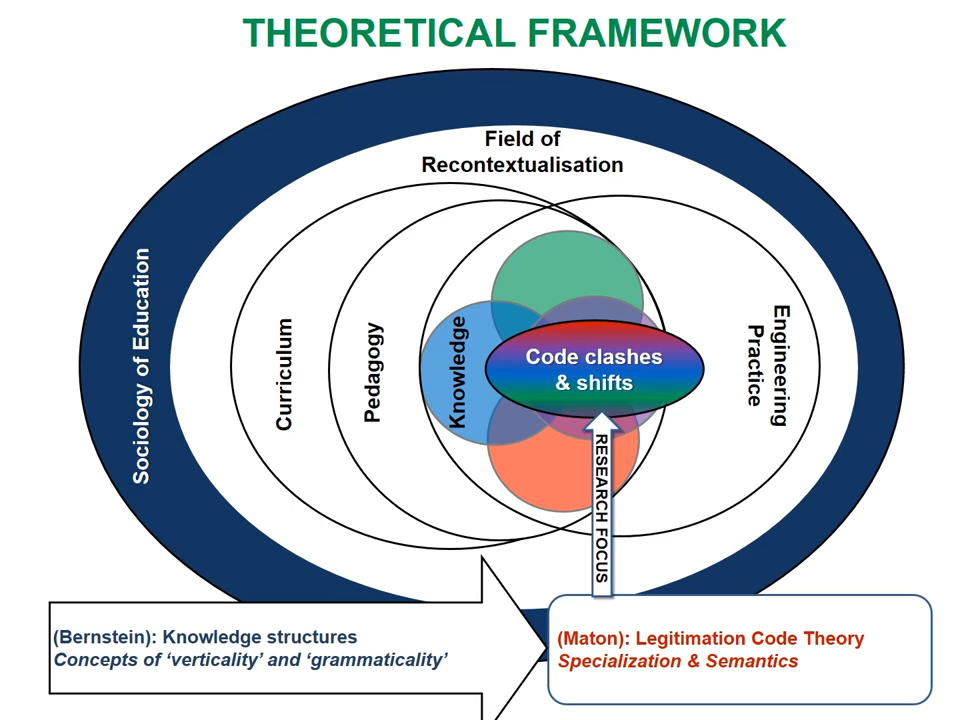 THEORETICAL FRAMEWORK
Field of
Recontextualisation
Sociology of Education
Curriculum
Pedagogy
Knowledge
Code clashes
& shifts
Engineering
Practice
RESEARCH FOCUS
(Bernstein): Knowledge structures
Concepts of ‘verticality’ and ‘grammaticality’
(Maton): Legitimation Code Theory
Specialization & Semantics